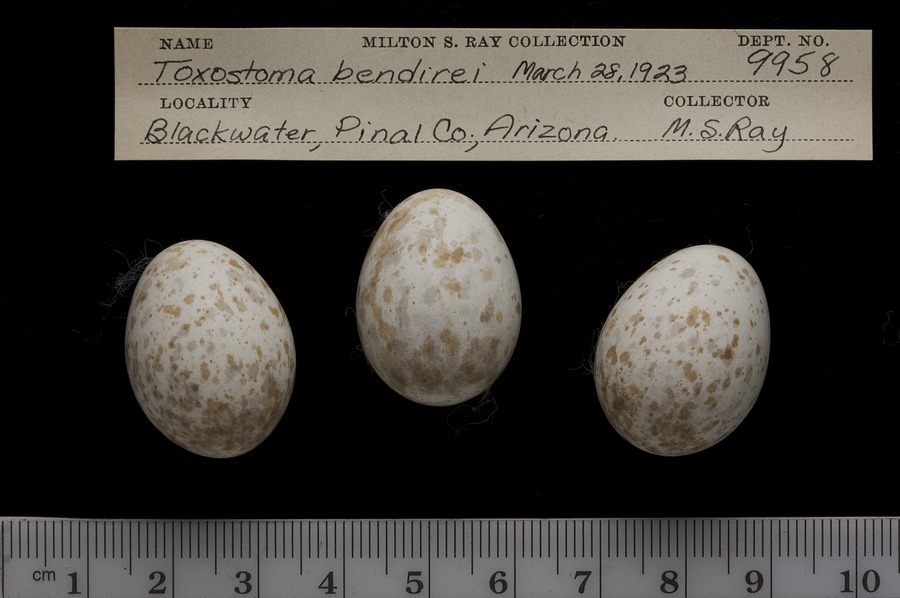 NAME MILTON S. RAY COLLECTION DEPT. NO.
Toxostoma bendirei March 28, 1923 9958
LOCALITY COLLECTOR
Blackwater, Pinal Co., Arizona. M. S. Ray
cm 1 2 3 4 5 6 7 8 9 10